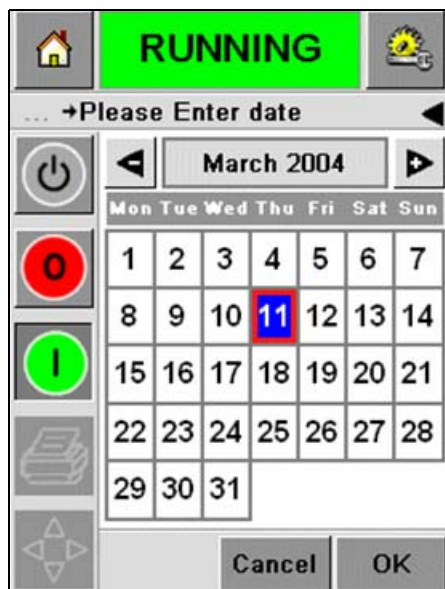 RUNNING
... →Please Enter date
March 2004
Mon Tue Wed Thu Fri Sat Sun
1 2 3 4 5 6 7
O
8 9 10 11 12 13 14
I
15 16 17 18 19 20 21
22 23 24 25 26 27 28
29 30 31
Cancel OK